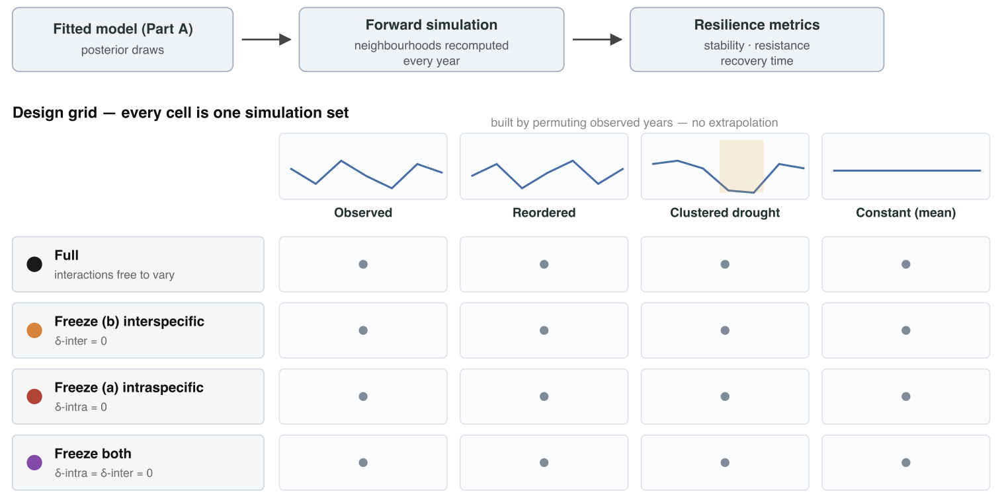 Fitted model (Part A)
posterior draws
Forward simulation
neighbourhoods recomputed
every year
Resilience metrics
stability · resistance
recovery time
Design grid — every cell is one simulation set
built by permuting observed years — no extrapolation
Observed
Reordered
Clustered drought
Constant (mean)
Full
interactions free to vary
Freeze (b) interspecific
δ-inter = 0
Freeze (a) intraspecific
δ-intra = 0
Freeze both
δ-intra = δ-inter = 0